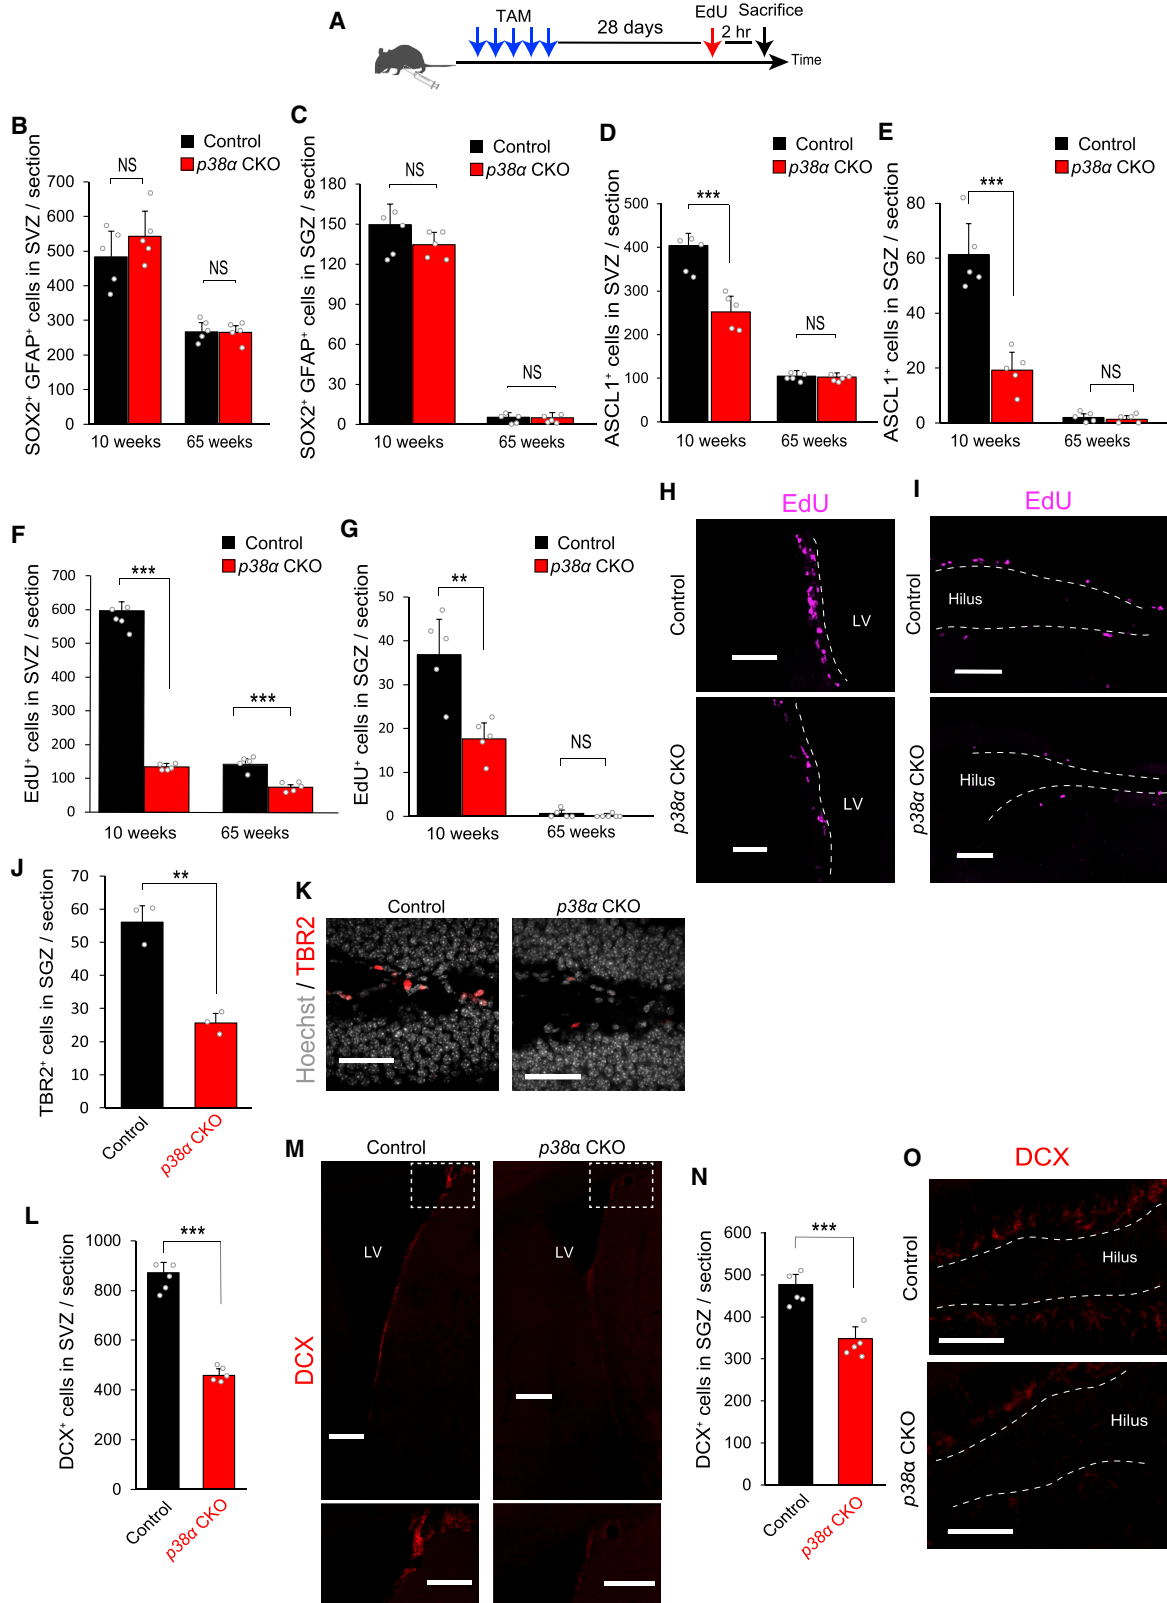 A
TAM
28 days
EdU
2 hr
Sacrifice
Time
B
Control
p38α CKO
SOX2⁺ GFAP⁺ cells in SVZ / section
700
600
500
400
300
200
100
0
NS
NS
10 weeks
65 weeks
C
Control
p38α CKO
SOX2⁺ GFAP⁺ cells in SGZ / section
180
150
120
90
60
30
0
NS
NS
10 weeks
65 weeks
D
Control
p38α CKO
ASCL1⁺ cells in SVZ / section
500
400
300
200
100
0
***
NS
10 weeks
65 weeks
E
Control
p38α CKO
ASCL1⁺ cells in SGZ / section
80
60
40
20
0
***
NS
10 weeks
65 weeks
F
Control
p38α CKO
EdU⁺ cells in SVZ / section
700
600
500
400
300
200
100
0
***
***
10 weeks
65 weeks
G
Control
p38α CKO
EdU⁺ cells in SGZ / section
50
40
30
20
10
0
**
NS
10 weeks
65 weeks
H
EdU
Control
LV
p38α CKO
LV
I
EdU
Control
Hilus
p38α CKO
Hilus
J
TBR2⁺ cells in SGZ / section
70
60
50
40
30
20
10
0
**
Control
p38α CKO
K
Control
p38α CKO
Hoechst / TBR2
L
DCX⁺ cells in SVZ / section
1000
800
600
400
200
0
***
Control
p38α CKO
M
Control
p38α CKO
DCX
LV
LV
N
DCX⁺ cells in SGZ / section
600
500
400
300
200
100
0
***
Control
p38α CKO
O
DCX
Control
Hilus
p38α CKO
Hilus